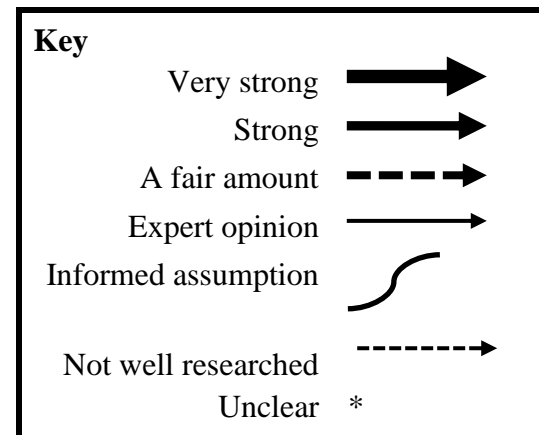 Key
Very strong
Strong
A fair amount
Expert opinion
Informed assumption
Not well researched
Unclear *